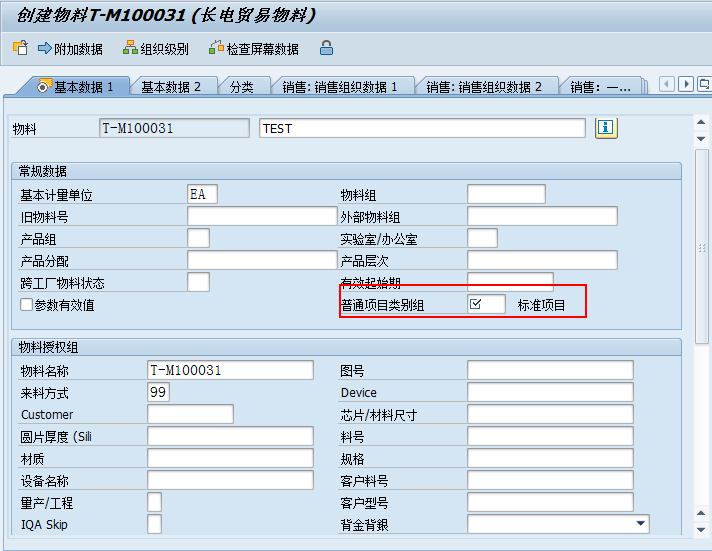 创建物料T-M100031 (长电贸易物料)
附加数据 组织级别 检查屏幕数据
基本数据 1 基本数据 2 分类 销售: 销售组织数据 1 销售: 销售组织数据 2 销售: 一...
物料 T-M100031 TEST
常规数据
基本计量单位 EA 物料组
旧物料号 外部物料组
产品组 实验室/办公室
产品分配 产品层次
跨工厂物料状态 有效起始期
参数有效值 普通项目类别组 标准项目
物料授权组
物料名称 T-M100031 图号
来料方式 99 Device
Customer 芯片/材料尺寸
圆片厚度 (Sili 料号
材质 规格
设备名称 客户料号
量产/工程 客户型号
IQA Skip 背金背銀